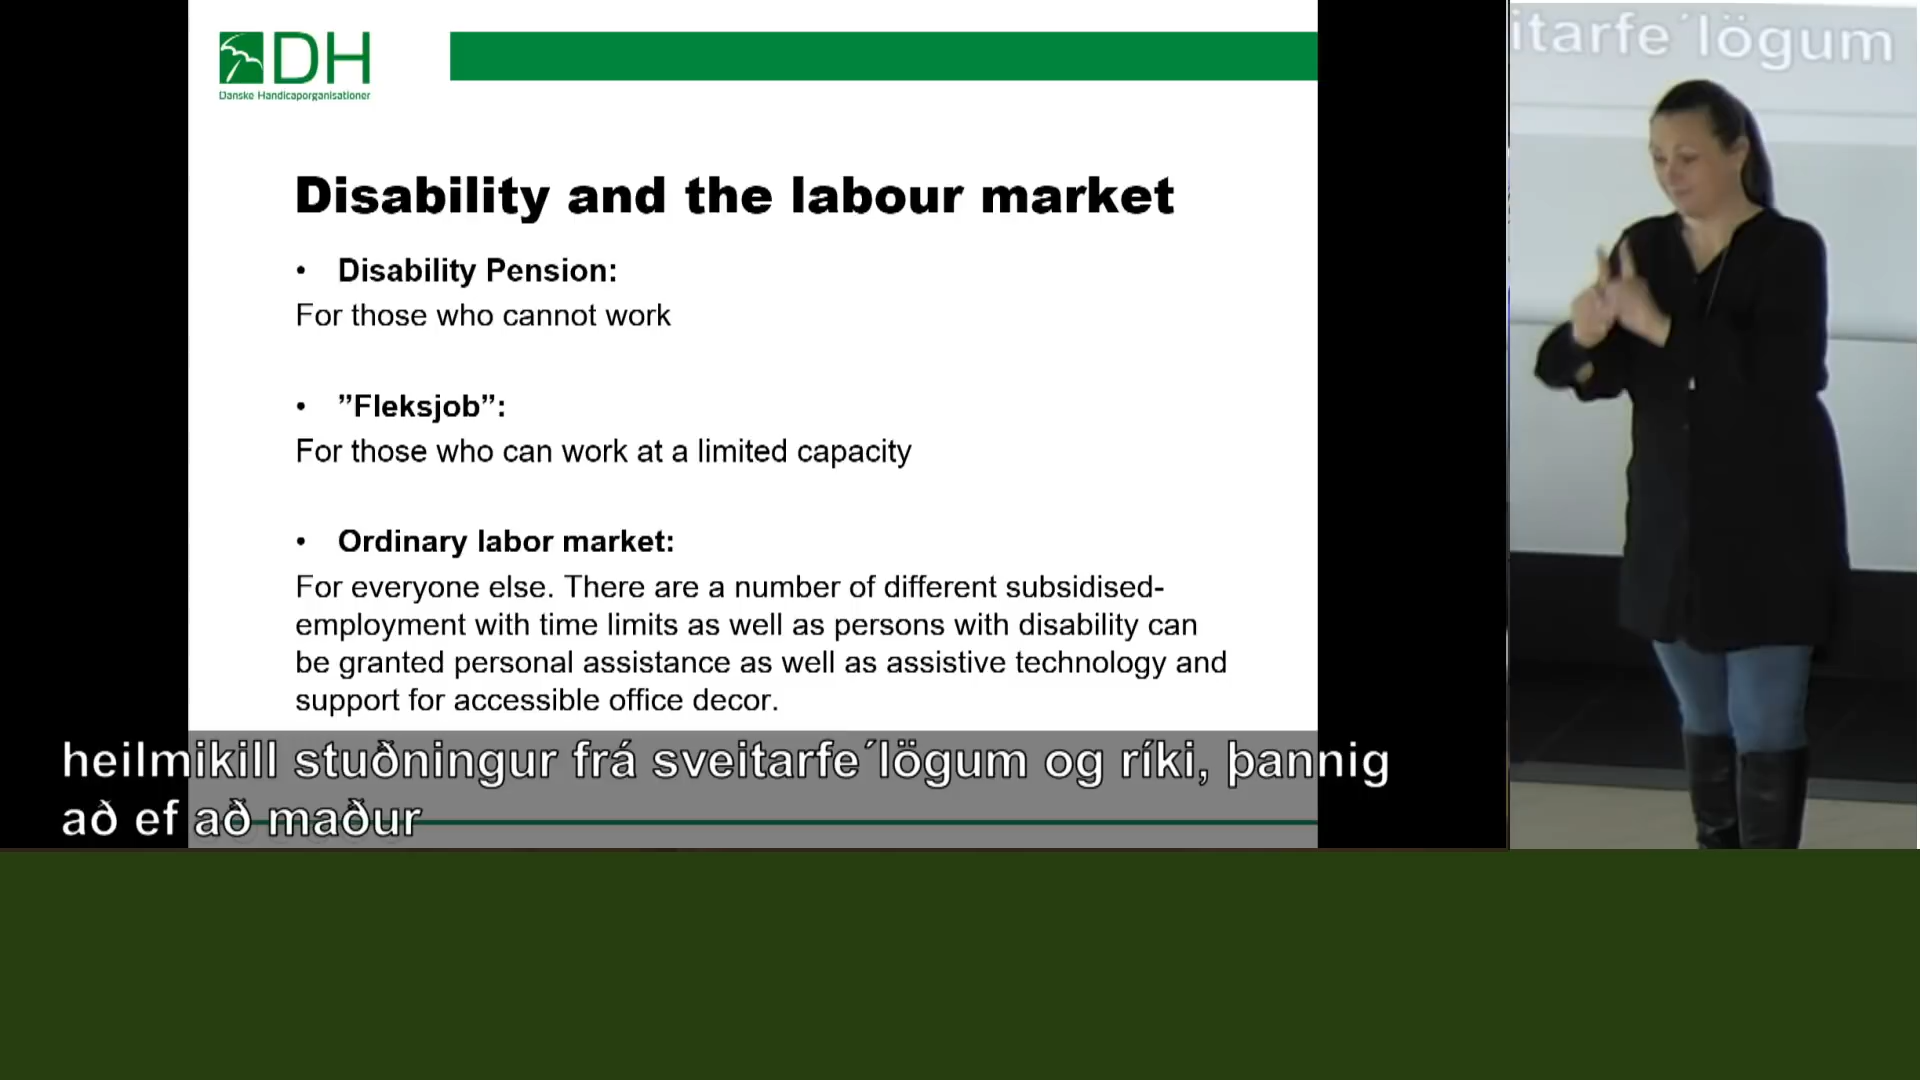 DH
Danske Handicaporganisationer
Disability and the labour market
• Disability Pension:
For those who cannot work
• ”Fleksjob”:
For those who can work at a limited capacity
• Ordinary labor market:
For everyone else. There are a number of different subsidised-
employment with time limits as well as persons with disability can
be granted personal assistance as well as assistive technology and
support for accessible office decor.
heilmikill stuðningur frá sveitarfe´lögum og ríki, þannig
að ef að maður
itarfe´lögum